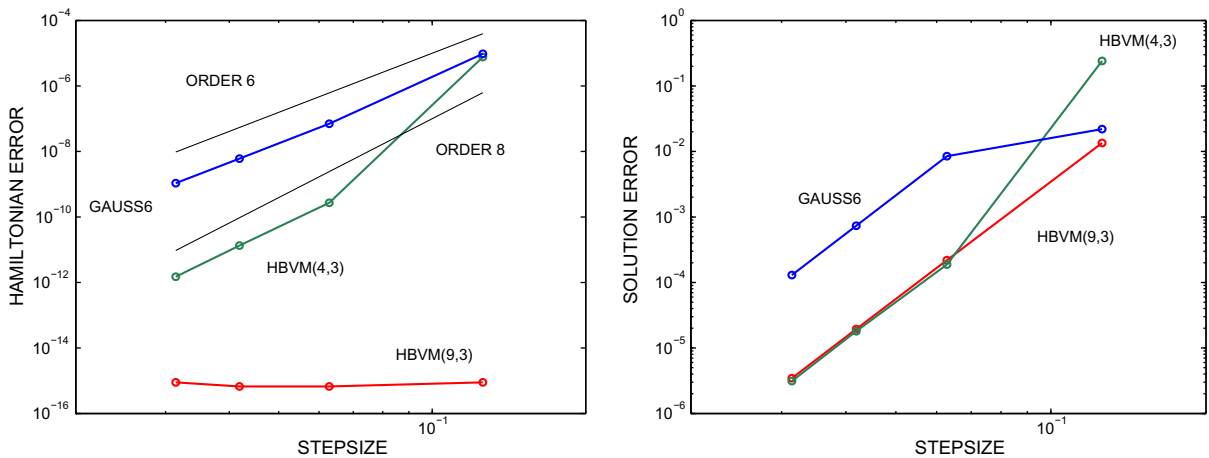 10^-4
10^-6
10^-8
10^-10
10^-12
10^-14
10^-16
HAMILTONIAN ERROR
ORDER 6
ORDER 8
GAUSS6
HBVM(4,3)
HBVM(9,3)
10^-1
STEPSIZE
10^0
10^-1
10^-2
10^-3
10^-4
10^-5
10^-6
SOLUTION ERROR
HBVM(4,3)
GAUSS6
HBVM(9,3)
10^-1
STEPSIZE